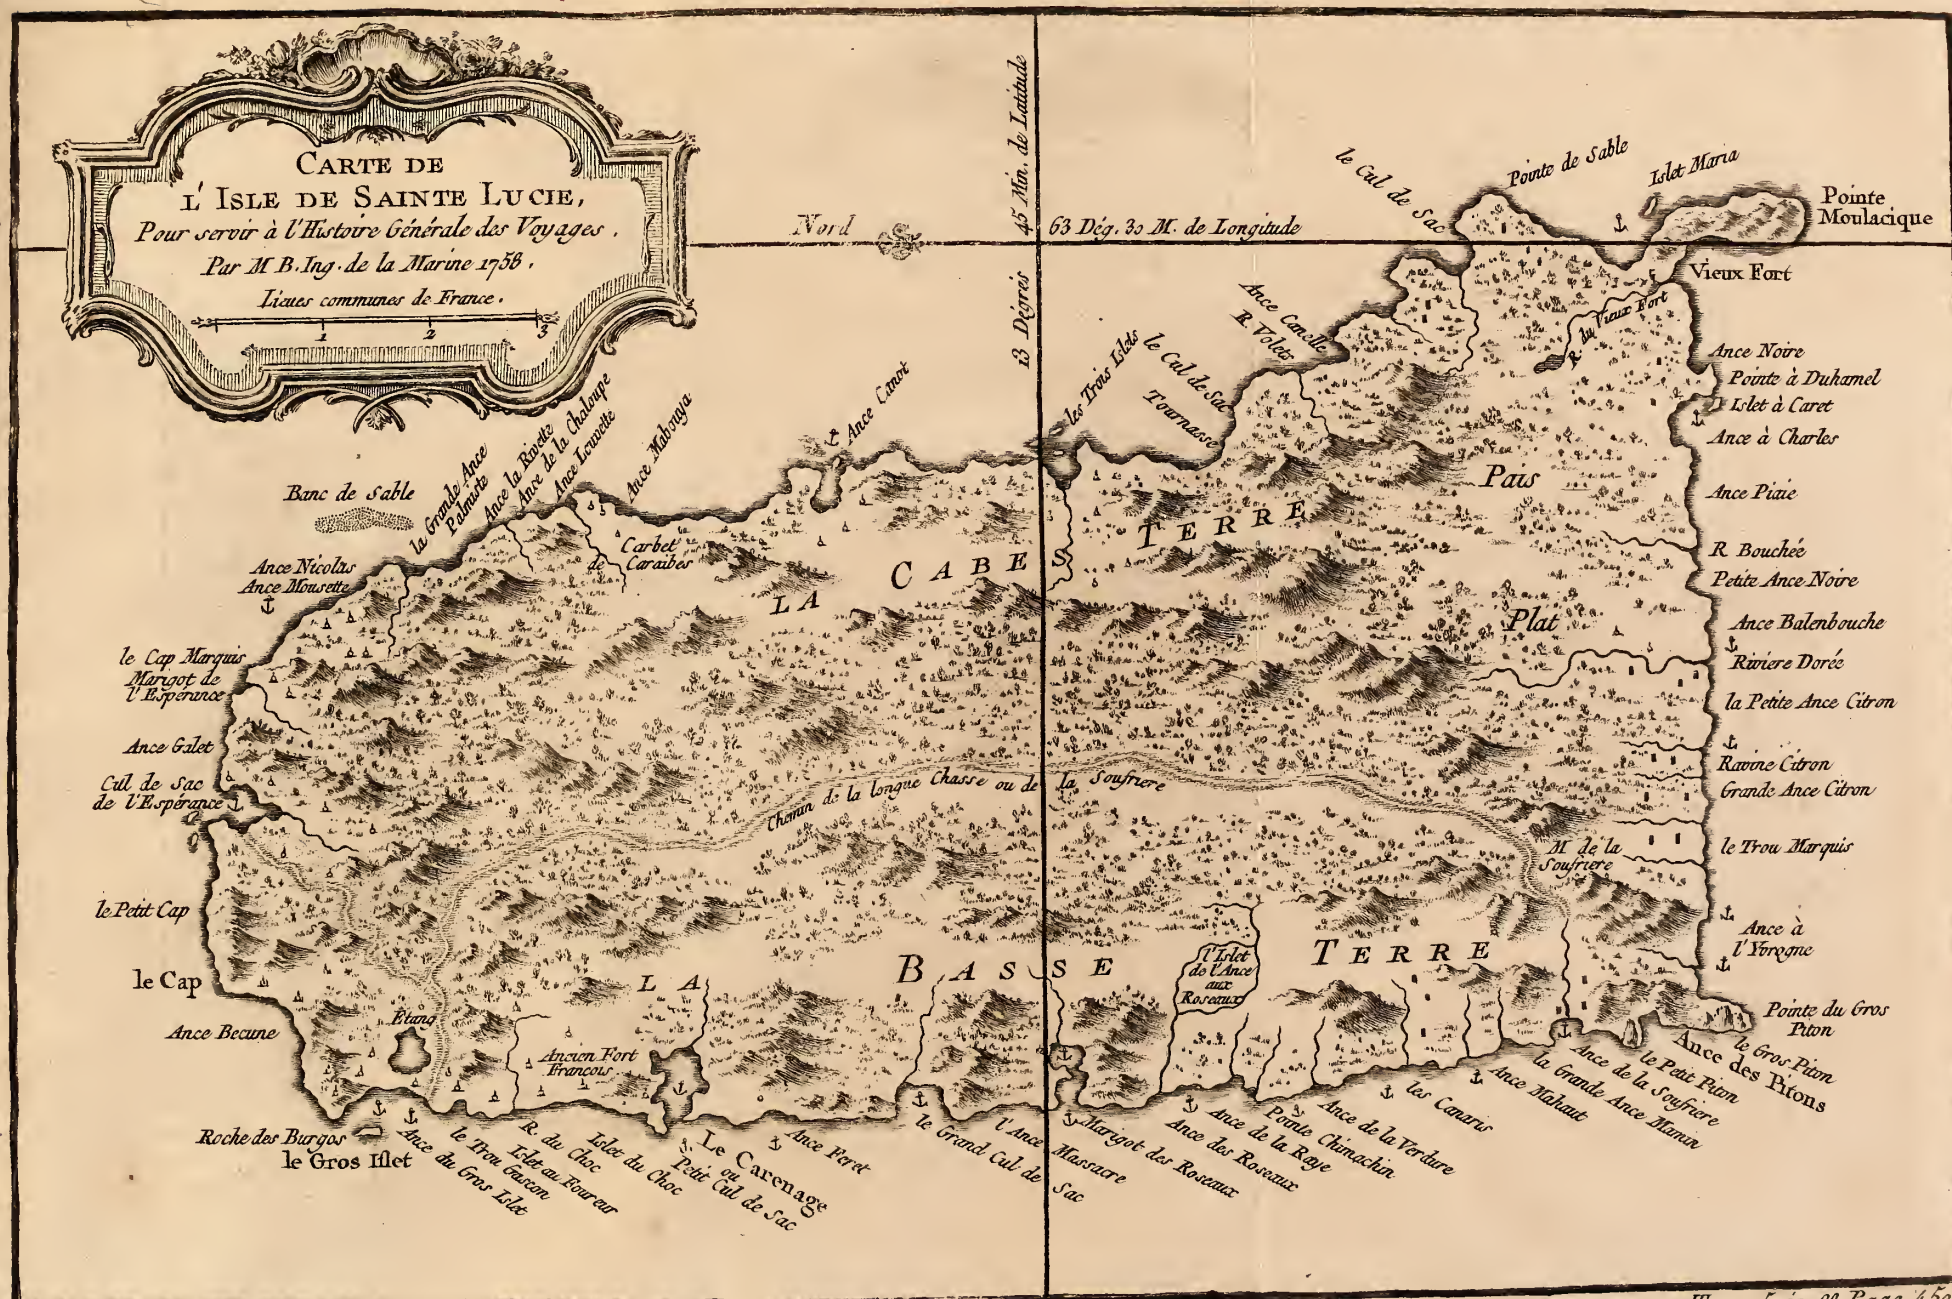 CARTE DE
L'ISLE DE SAINTE LUCIE,
Pour servir à l'Histoire Générale des Voyages.
Par M B. Ing. de la Marine 1758.
Lieues communes de France.
1 2 3
Nord
45 Min. de Latitude
13 Dégrés
63 Dég. 30 M. de Longitude
le Cul de Sac
Pointe de Sable
Islet Maria
Pointe
Moulacique
Vieux Fort
R. du Vieux Fort
Ance Noire
Pointe à Duhamel
Islet à Caret
Ance à Charles
Ance Piaie
R Bouchée
Petite Ance Noire
Ance Balenbouche
Riviere Dorée
la Petite Ance Citron
Ravine Citron
Grande Ance Citron
le Trou Marquis
Ance à
l'Yvrogne
Pointe du Gros
Piton
le Gros Piton
Ance des Pitons
le Petit Piton
Ance de la Soufriere
la Grande Ance Mamin
Ance Mahaut
les Canaris
Ance de la Verdure
Pointe Chimachin
Ance de la Raye
Ance des Roseaux
Marigot des Roseaux
l'Ance
Massacre
le Grand Cul de
Sac
Ance Feret
Le Carenage
ou
Petit Cul de Sac
Islet du Choc
R. du Choc
Islet au Foureur
le Trou Gascon
Ance du Gros Islet
le Gros Islet
Roche des Burgos
Ance Becune
le Cap
le Petit Cap
Cul de Sac
de l'Espérance
Ance Galet
le Cap Marquis
Marigot de
l'Espérance
Ance Nicolas
Ance Mousette
Banc de Sable
la Grande Ance
Palmiste
Ance la Rivette
Ance de la Chaloupe
Ance Louvette
Ance Mabouya
Ance Canot
les Trois Islets
le Cul de Sac
Tournasse
R. Volets
Ance Canelle
Carbet
de Caraibes
LA CABES TERRE
Païs
Plat
Chemin de la longue Chasse ou de la Soufriere
M. de la
Soufriere
LA BASSE TERRE
l'Islet
de l'Ance
aux
Roseaux
Étang
Ancien Fort
François